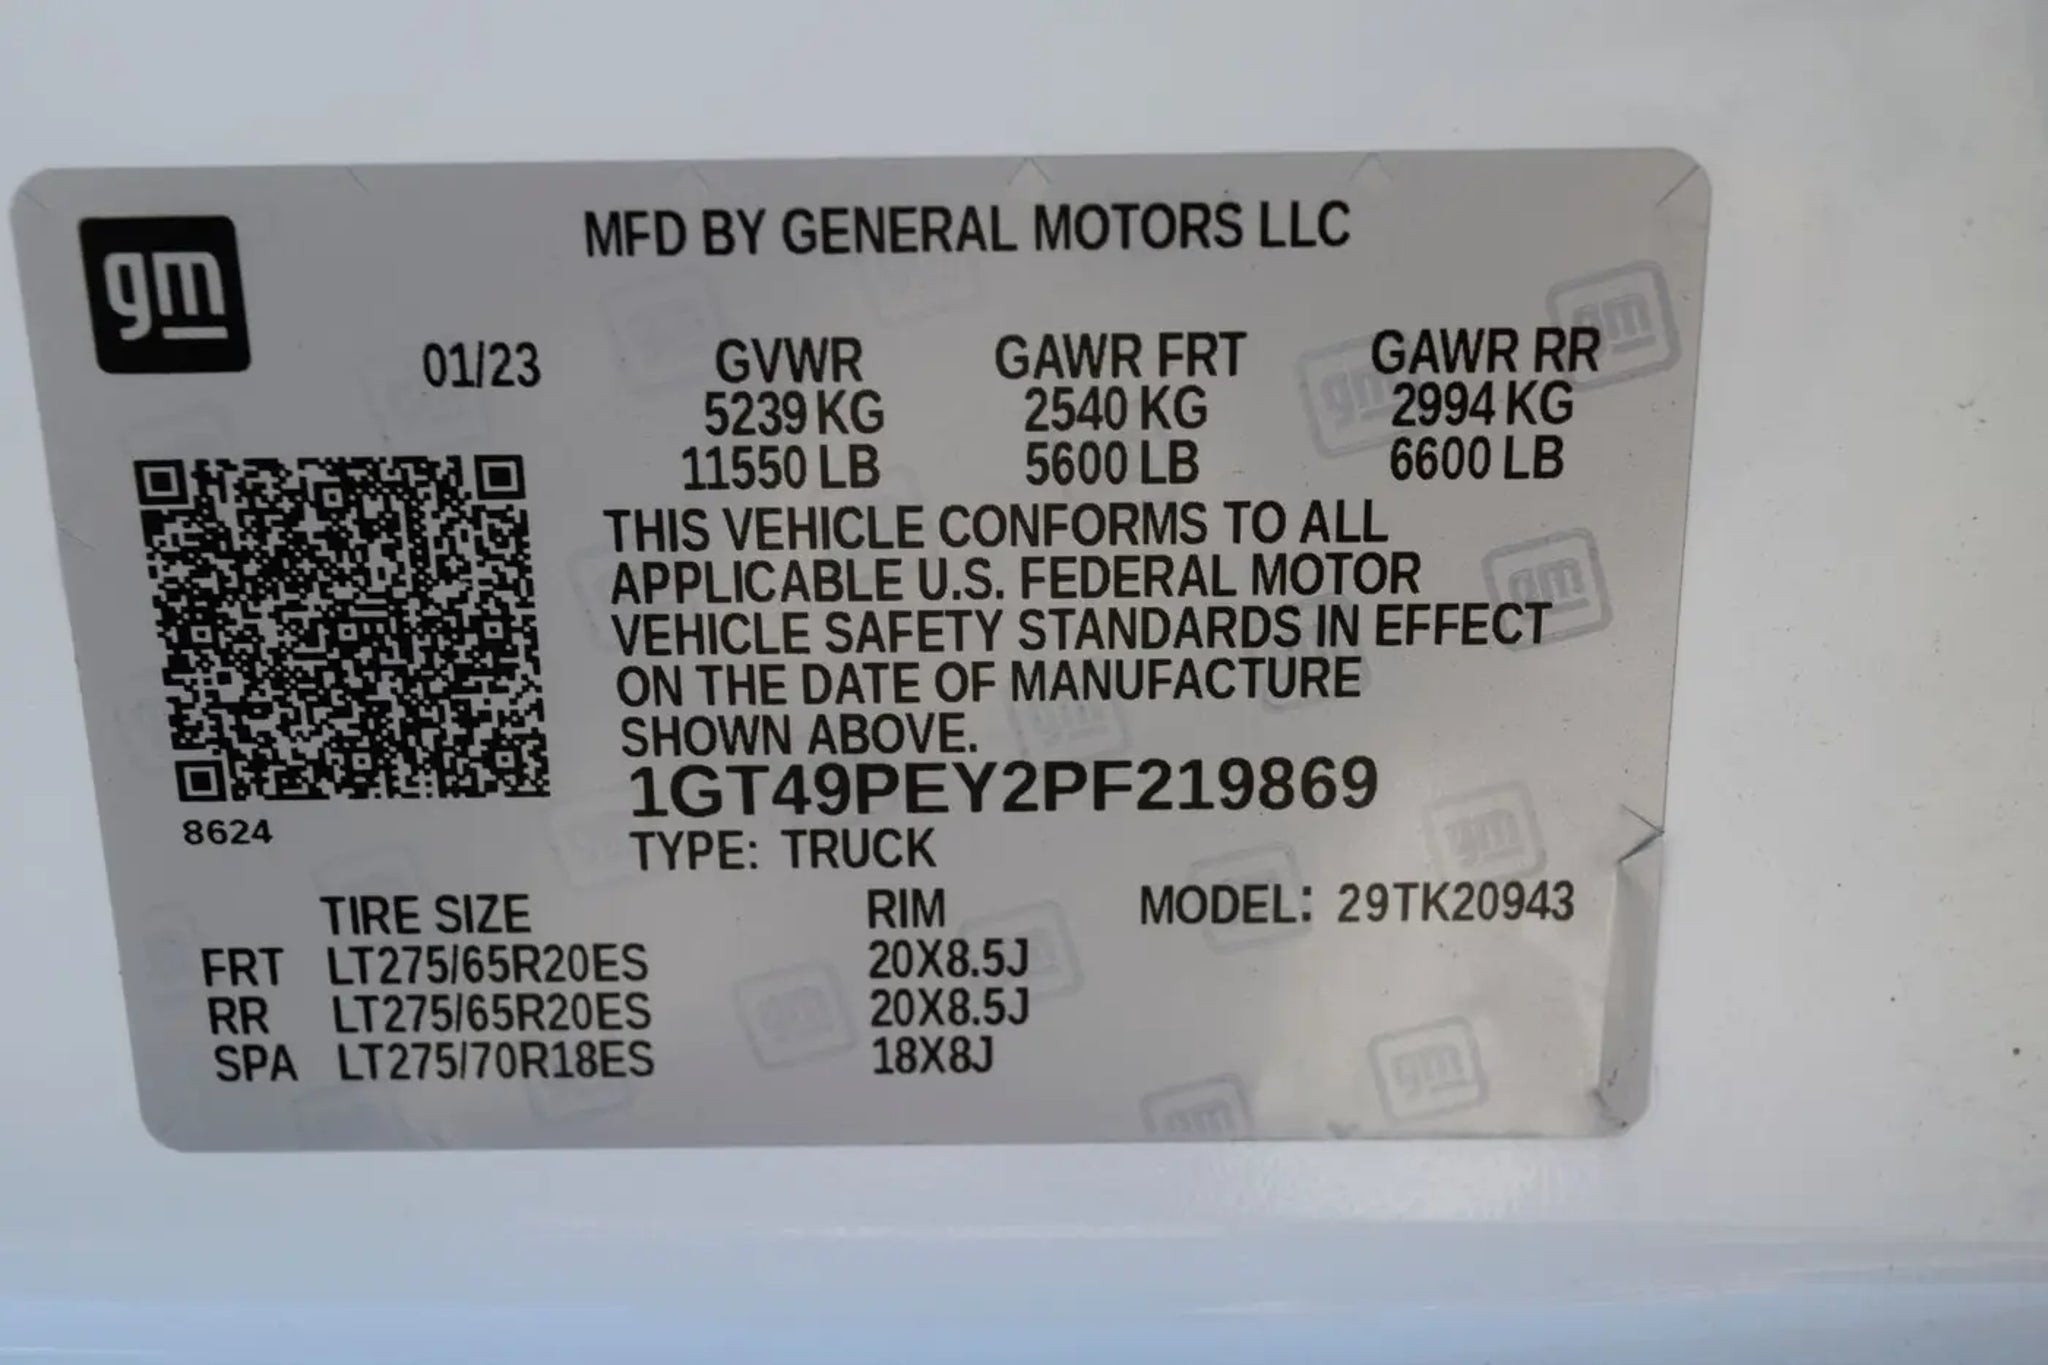 gm
MFD BY GENERAL MOTORS LLC
01/23 GVWR GAWR FRT GAWR RR
5239 KG 2540 KG 2994 KG
11550 LB 5600 LB 6600 LB
THIS VEHICLE CONFORMS TO ALL
APPLICABLE U.S. FEDERAL MOTOR
VEHICLE SAFETY STANDARDS IN EFFECT
ON THE DATE OF MANUFACTURE
SHOWN ABOVE.
1GT49PEY2PF219869
8624
TYPE: TRUCK
TIRE SIZE RIM MODEL: 29TK20943
FRT LT275/65R20ES 20X8.5J
RR LT275/65R20ES 20X8.5J
SPA LT275/70R18ES 18X8J